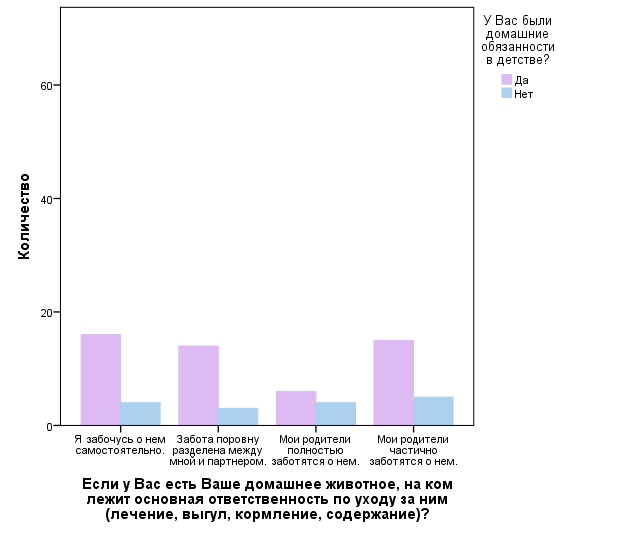 У Вас были
домашние
обязанности
в детстве?
Да
Нет
Количество
60
40
20
0
Я забочусь о нем
самостоятельно.
Забота поровну
разделена между
мной и партнером.
Мои родители
полностью
заботятся о нем.
Мои родители
частично
заботятся о нем.
Если у Вас есть Ваше домашнее животное, на ком
лежит основная ответственность по уходу за ним
(лечение, выгул, кормление, содержание)?